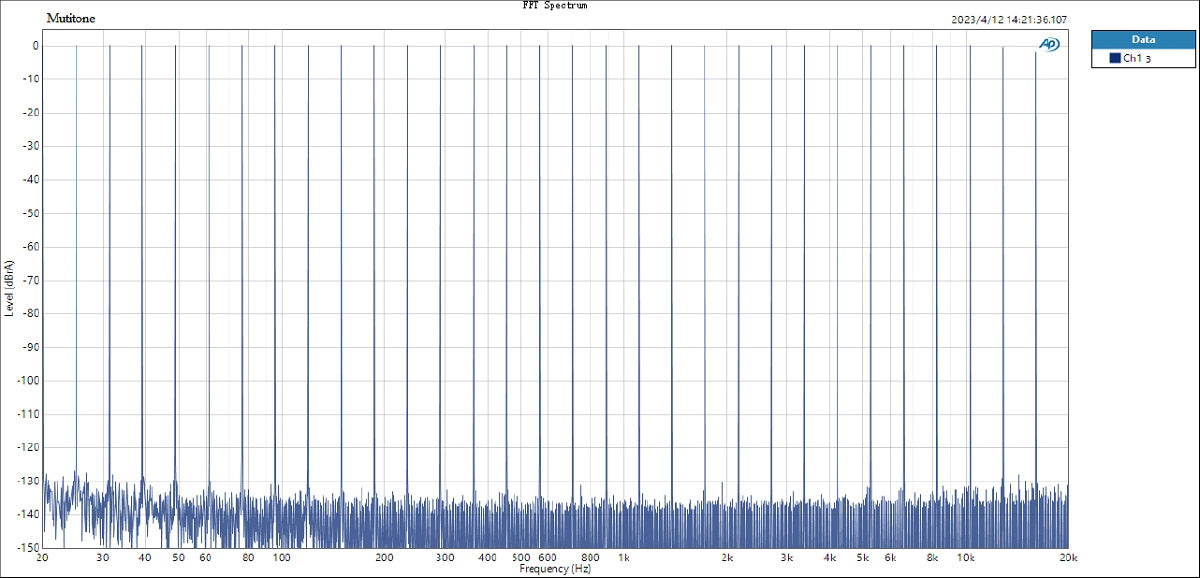 FFT Spectrum
Mutitone
2023/4/12 14:21:36.107
Data
Ch1 3
AP
0
-10
-20
-30
-40
-50
-60
-70
-80
-90
-100
-110
-120
-130
-140
-150
Level (dBrA)
20 30 40 50 60 80 100 200 300 400 500 600 800 1k 2k 3k 4k 5k 6k 8k 10k 20k
Frequency (Hz)